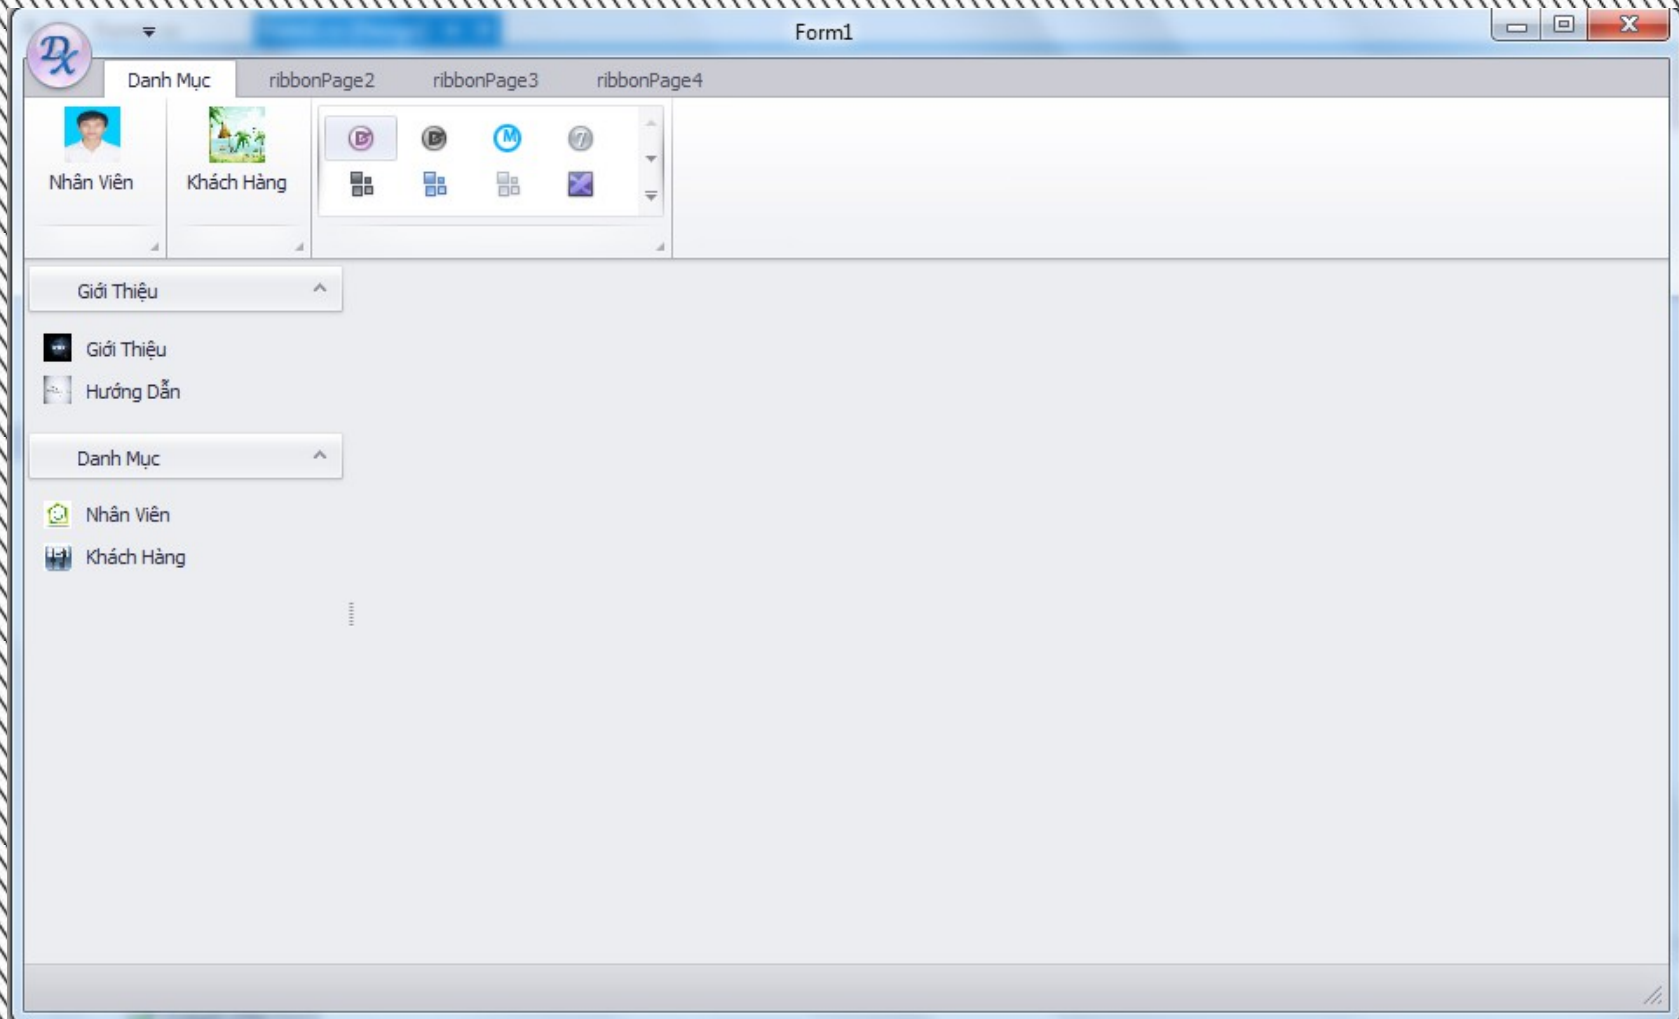 Form1
DX
Danh Mục ribbonPage2 ribbonPage3 ribbonPage4
Nhân Viên Khách Hàng
Giới Thiệu
Giới Thiệu
Hướng Dẫn
Danh Mục
Nhân Viên
Khách Hàng